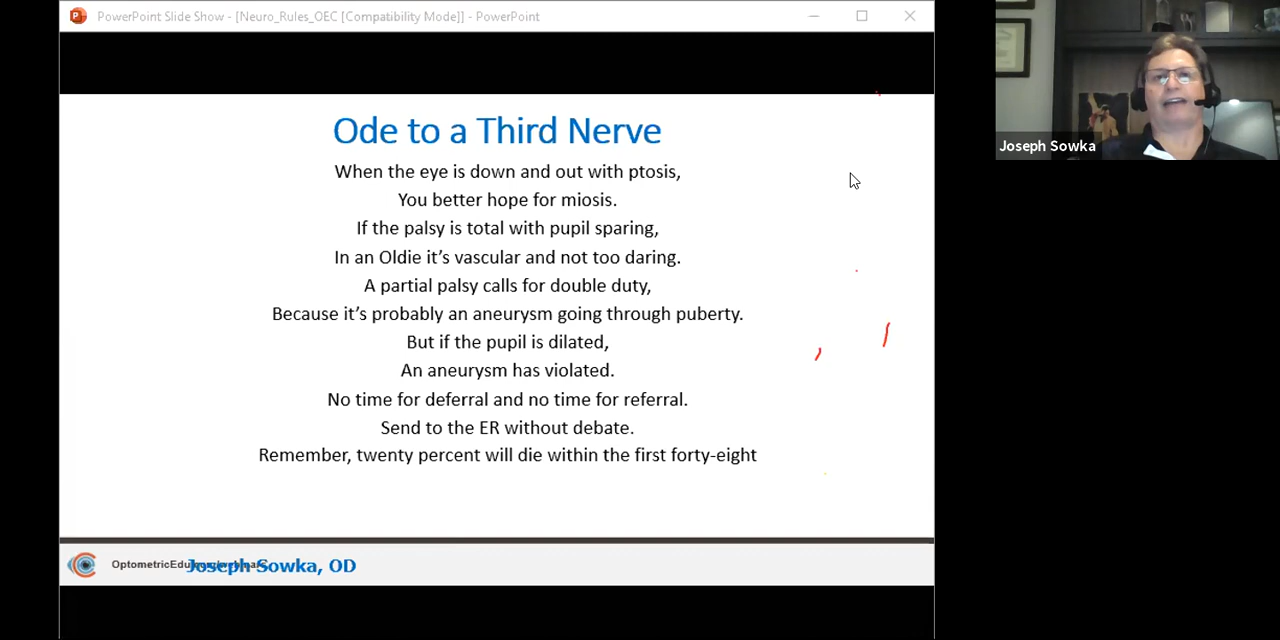 PowerPoint Slide Show - [Neuro_Rules_OEC [Compatibility Mode]] - PowerPoint
Ode to a Third Nerve
When the eye is down and out with ptosis,
You better hope for miosis.
If the palsy is total with pupil sparing,
In an Oldie it’s vascular and not too daring.
A partial palsy calls for double duty,
Because it’s probably an aneurysm going through puberty.
But if the pupil is dilated,
An aneurysm has violated.
No time for deferral and no time for referral.
Send to the ER without debate.
Remember, twenty percent will die within the first forty-eight
Joseph Sowka, OD
Joseph Sowka